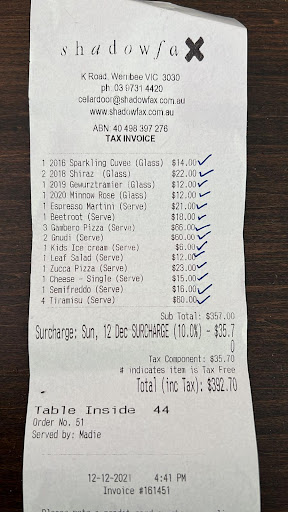 shadowfax
K Road, Werribee VIC 3030
ph. 03 9731 4420
cellardoor@shadowfax.com.au
www.shadowfax.com.au
ABN: 40 498 397 276
TAX INVOICE
1 2016 Sparkling Cuvee (Glass) $14.00
2 2018 Shiraz (Glass) $22.00
1 2019 Gewurztramier (Glass) $12.00
1 2020 Minnow Rose (Glass) $12.00
1 Espresso Martini (Serve) $21.00
1 Beetroot (Serve) $18.00
3 Gambero Pizza (Serve) $66.00
2 Gnudi (Serve) $60.00
1 Kids Ice cream (Serve) $6.00
1 Leaf Salad (Serve) $12.00
1 Zucca Pizza (Serve) $23.00
1 Cheese - Single (Serve) $15.00
1 Semifreddo (Serve) $16.00
4 Tiramisu (Serve) $60.00
Sub Total: $357.00
Surcharge; Sun, 12 Dec SURCHARGE (10.0%) - $35.7
0
Tax Component: $35.70
# indicates item is Tax Free
Total (inc Tax): $392.70
Table Inside 44
Order No. 51
Served by: Madie
12-12-2021 4:41 PM
Invoice #161451